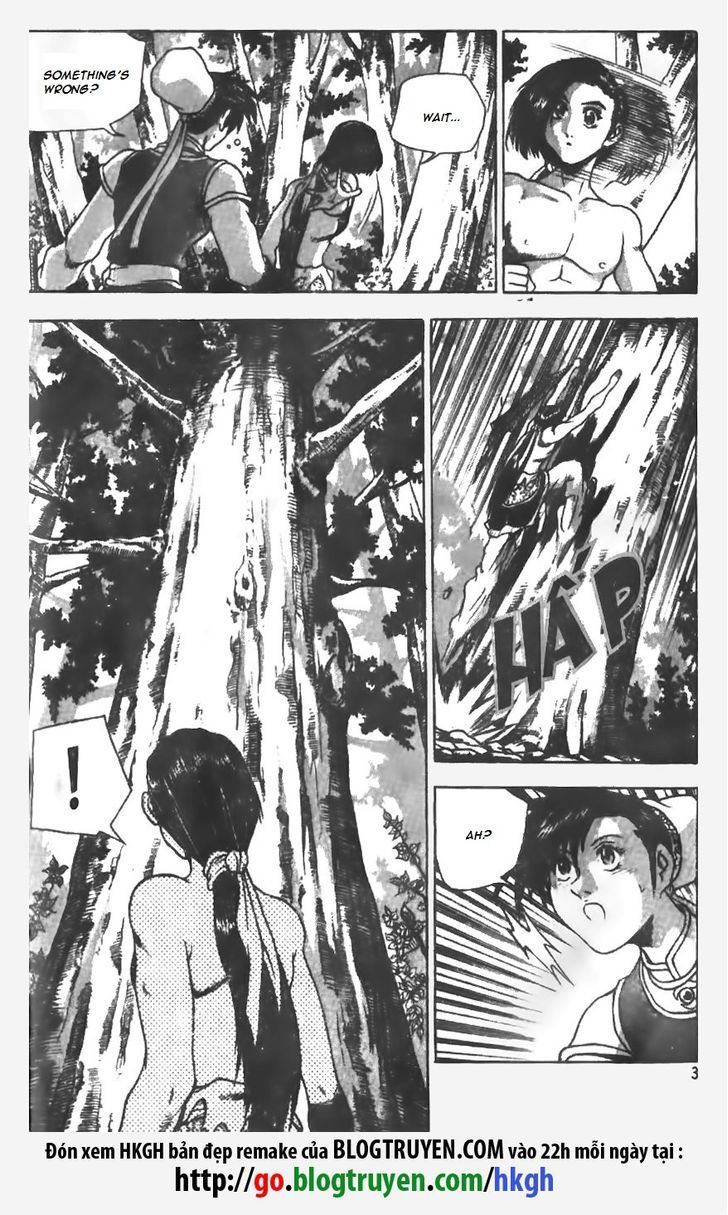 SOMETHING'S
WRONG?
WAIT...
!
HẤP
AH?
3
Đón xem HKGH bản đẹp remake của BLOGTRUYEN.COM vào 22h mỗi ngày tại :
http://go.blogtruyen.com/hkgh